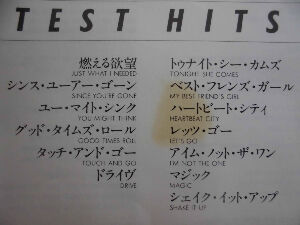 TEST HITS
燃える欲望
JUST WHAT I NEEDED
シンス・ユーアー・ゴーン
SINCE YOU'RE GONE
ユー・マイト・シンク
YOU MIGHT THINK
グッド・タイムズ・ロール
GOOD TIMES ROLL
タッチ・アンド・ゴー
TOUCH AND GO
ドライヴ
DRIVE
トゥナイト・シー・カムズ
TONIGHT SHE COMES
ベスト・フレンズ・ガール
MY BEST FRIEND'S GIRL
ハートビート・シティ
HEARTBEAT CITY
レッツ・ゴー
LET'S GO
アイム・ノット・ザ・ワン
I'M NOT THE ONE
マジック
MAGIC
シェイク・イット・アップ
SHAKE IT UP